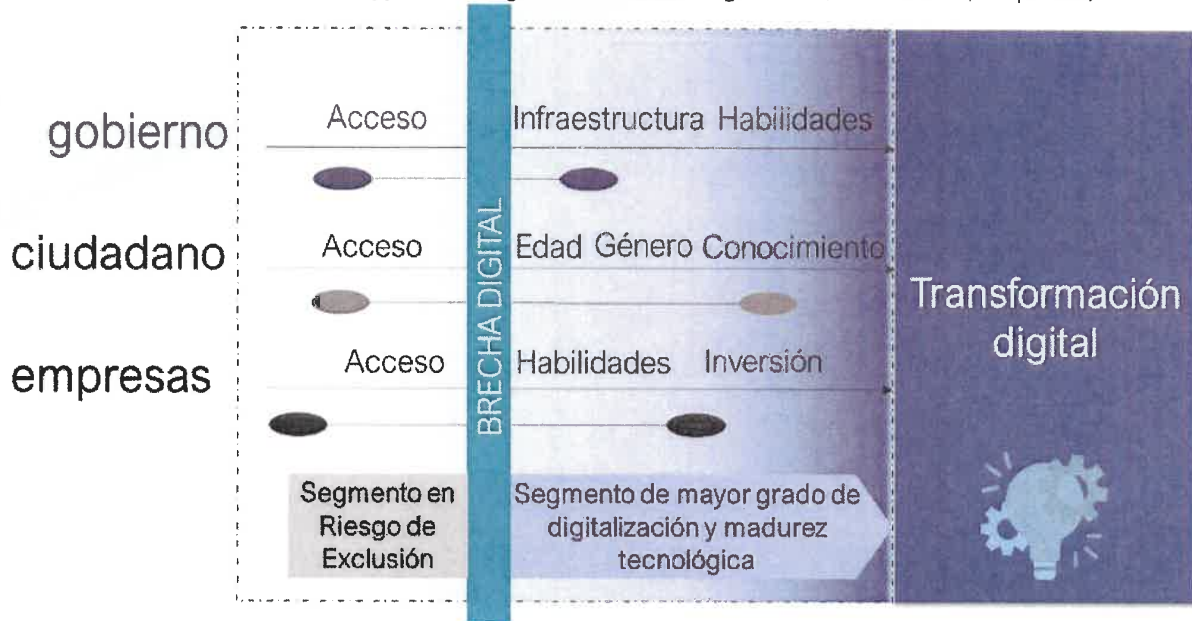 gobierno
Acceso
Infraestructura Habilidades
ciudadano
Acceso
Edad Género Conocimiento
empresas
Acceso
Habilidades
Inversión
BRECHA DIGITAL
Segmento en
Riesgo de
Exclusión
Segmento de mayor grado de
digitalización y madurez
tecnológica
Transformación
digital